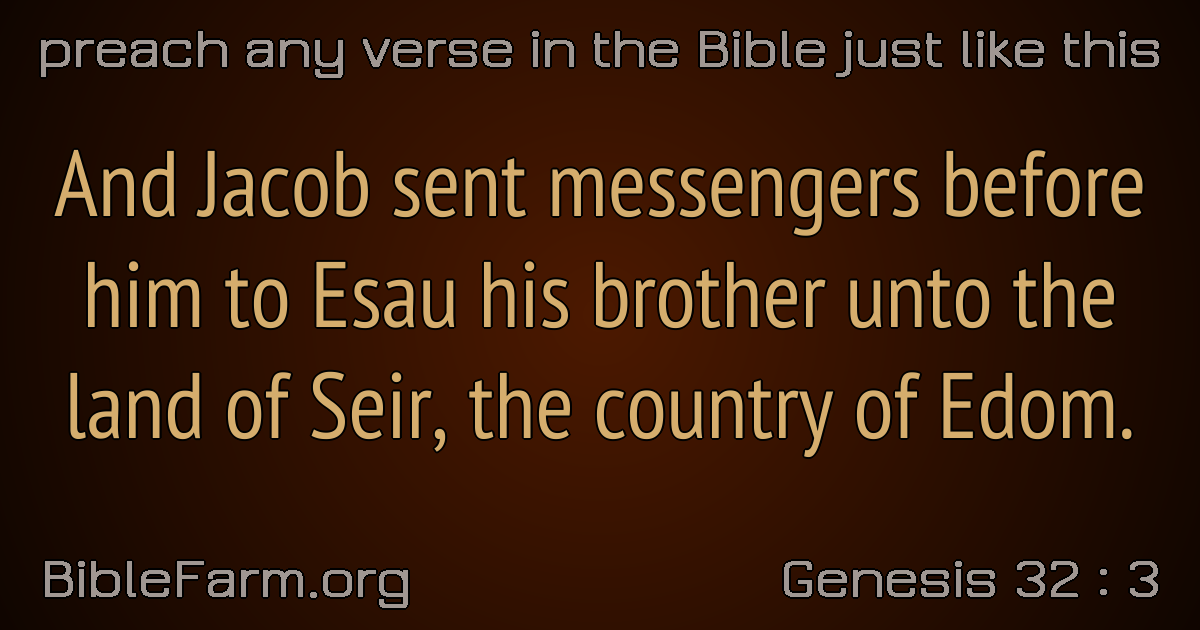 preach any verse in the Bible just like this
And Jacob sent messengers before
him to Esau his brother unto the
land of Seir, the country of Edom.
BibleFarm.org
Genesis 32 : 3